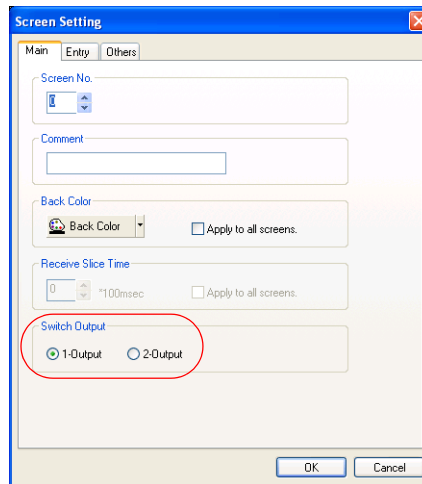 Screen Setting
Main Entry Others
Screen No.
0
Comment
Back Color
Back Color Apply to all screens.
Receive Slice Time
0 *100msec Apply to all screens.
Switch Output
1-Output 2-Output
OK Cancel